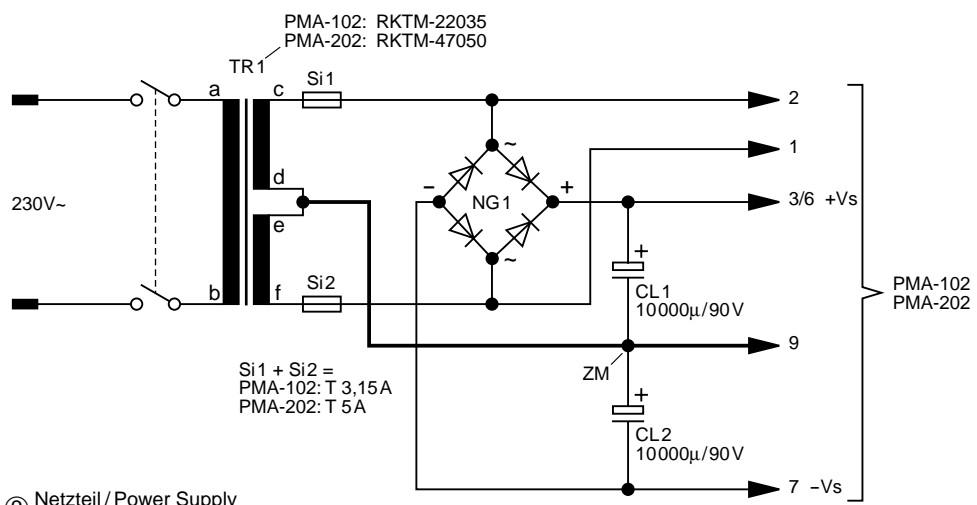 PMA-102: RKTM-22035
PMA-202: RKTM-47050
TR1
Si1
a
c
2
~
1
d
230V~
-
NG1
+
3/6 +Vs
e
~
+
b
f
Si2
CL1
10000µ/90V
PMA-102
PMA-202
9
ZM
Si1 + Si2 =
PMA-102: T 3,15A
PMA-202: T 5A
+
CL2
10000µ/90V
7 -Vs
Netzteil / Power Supply